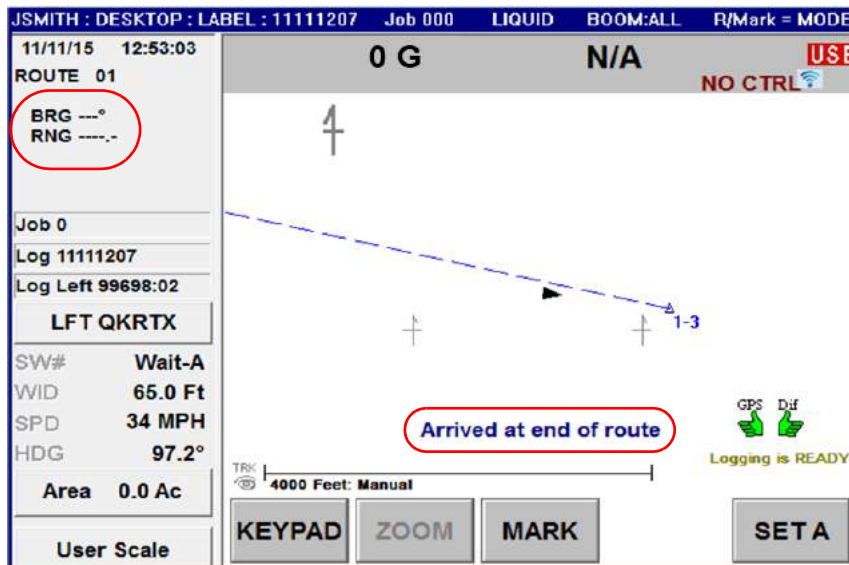 JSMITH : DESKTOP : LABEL : 11111207 Job 000 LIQUID BOOM:ALL R/Mark = MODE
11/11/15 12:53:03
ROUTE 01
BRG ---°
RNG ----.-
Job 0
Log 11111207
Log Left 99698:02
LFT QKRTX
SW# Wait-A
WID 65.0 Ft
SPD 34 MPH
HDG 97.2°
Area 0.0 Ac
User Scale
0 G N/A USB
NO CTRL
1-3
Arrived at end of route
GPS Dif
Logging is READY
TRK
4000 Feet: Manual
KEYPAD ZOOM MARK SET A